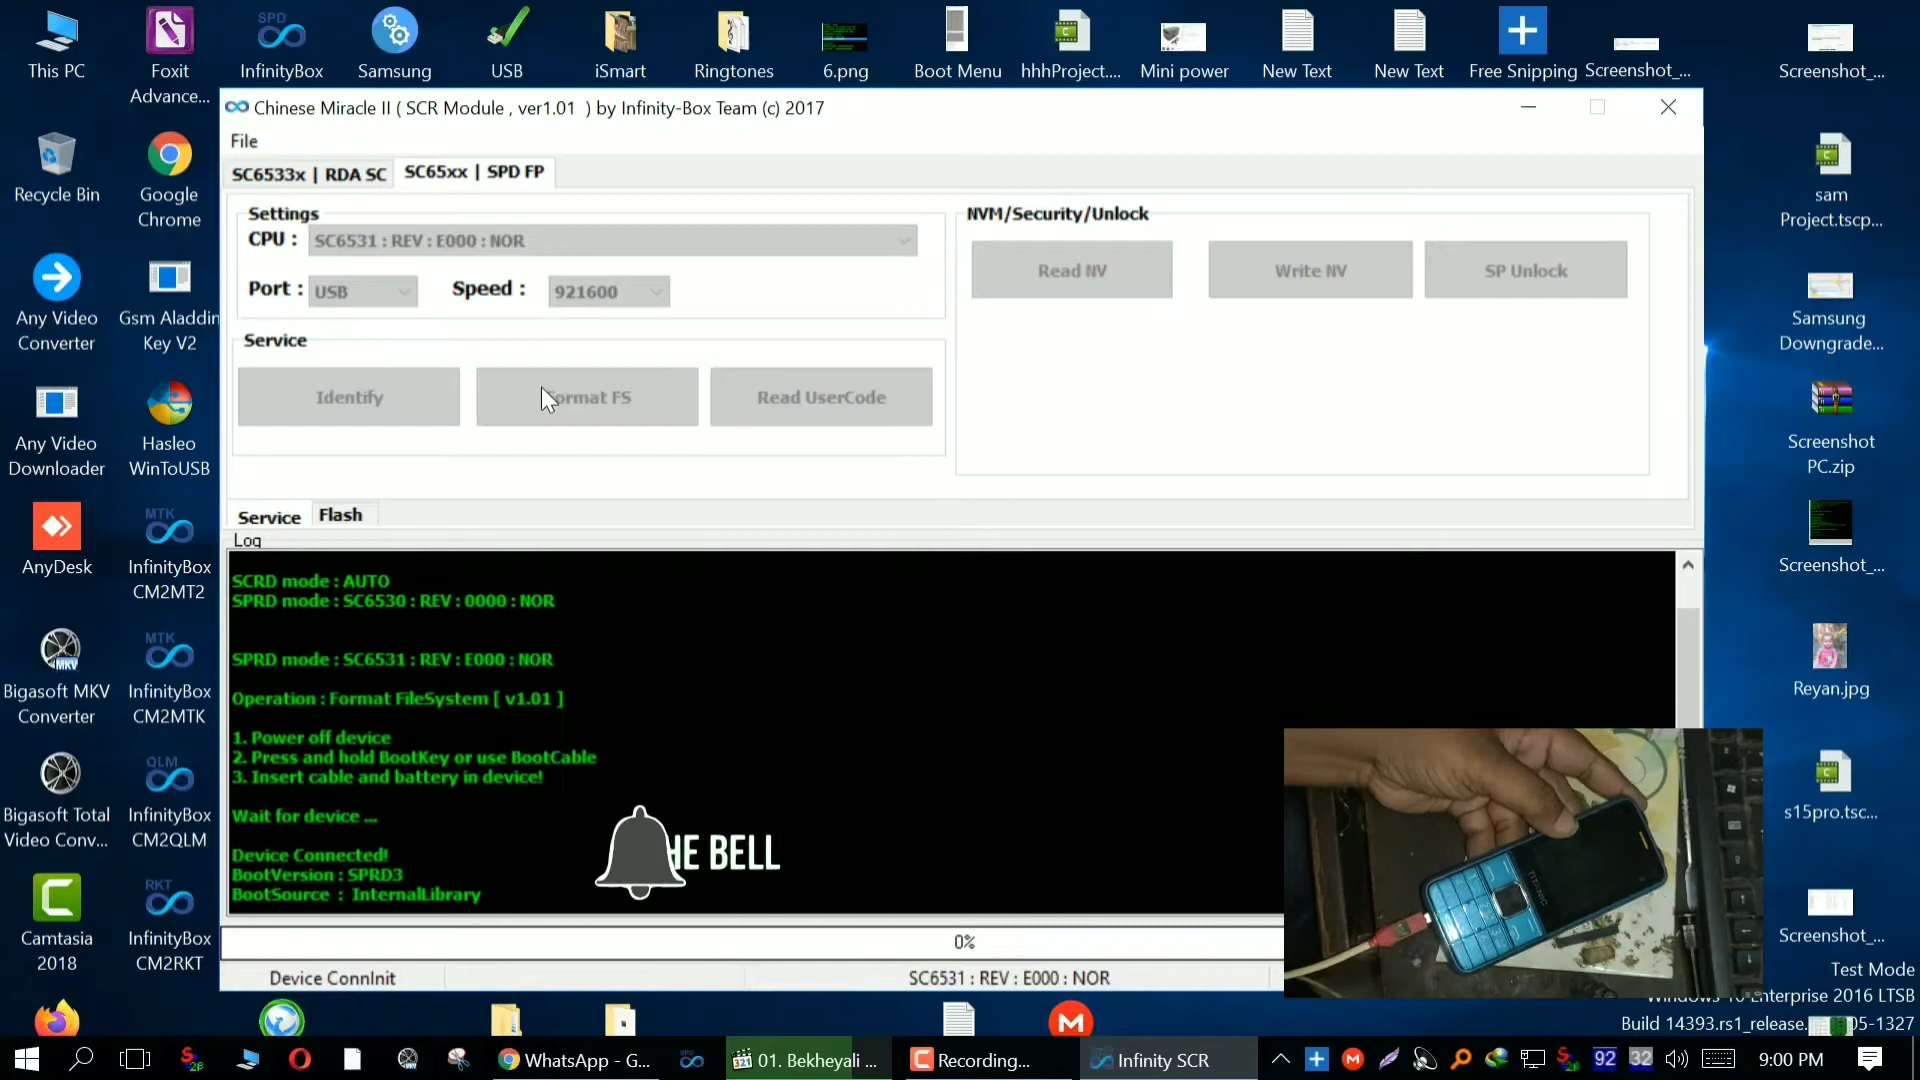 This PC
Foxit
Advance...
InfinityBox
Samsung
USB
iSmart
Ringtones
6.png
Boot Menu
hhhProject....
Mini power
New Text
New Text
Free Snipping
Screenshot_...
Screenshot_...
Chinese Miracle II ( SCR Module , ver1.01 ) by Infinity-Box Team (c) 2017
File
SC6533x | RDA SC
SC65xx | SPD FP
Settings
CPU : SC6531 : REV : E000 : NOR
Port : USB
Speed : 921600
NVM/Security/Unlock
Read NV
Write NV
SP Unlock
Service
Identify
Format FS
Read UserCode
Service
Flash
Log
SCRD mode : AUTO
SPRD mode : SC6530 : REV : 0000 : NOR
SPRD mode : SC6531 : REV : E000 : NOR
Operation : Format FileSystem [ v1.01 ]
1. Power off device
2. Press and hold BootKey or use BootCable
3. Insert cable and battery in device!
Wait for device ...
Device Connected!
BootVersion : SPRD3
BootSource : InternalLibrary
HE BELL
0%
Device ConnInit
SC6531 : REV : E000 : NOR
Recycle Bin
Google
Chrome
Any Video
Converter
Gsm Aladdin
Key V2
Any Video
Downloader
Hasleo
WinToUSB
AnyDesk
MTK
InfinityBox
CM2MT2
Bigasoft MKV
Converter
MTK
InfinityBox
CM2MTK
Bigasoft Total
Video Conv...
QLM
InfinityBox
CM2QLM
Camtasia
2018
RKT
InfinityBox
CM2RKT
sam
Project.tscp...
Samsung
Downgrade...
Screenshot
PC.zip
Screenshot_...
Reyan.jpg
s15pro.tsc...
Screenshot_...
Test Mode
Windows 10 Enterprise 2016 LTSB
Build 14393.rs1_release.
05-1327
WhatsApp - G...
01. Bekheyali ...
Recording...
Infinity SCR
92
32
9:00 PM